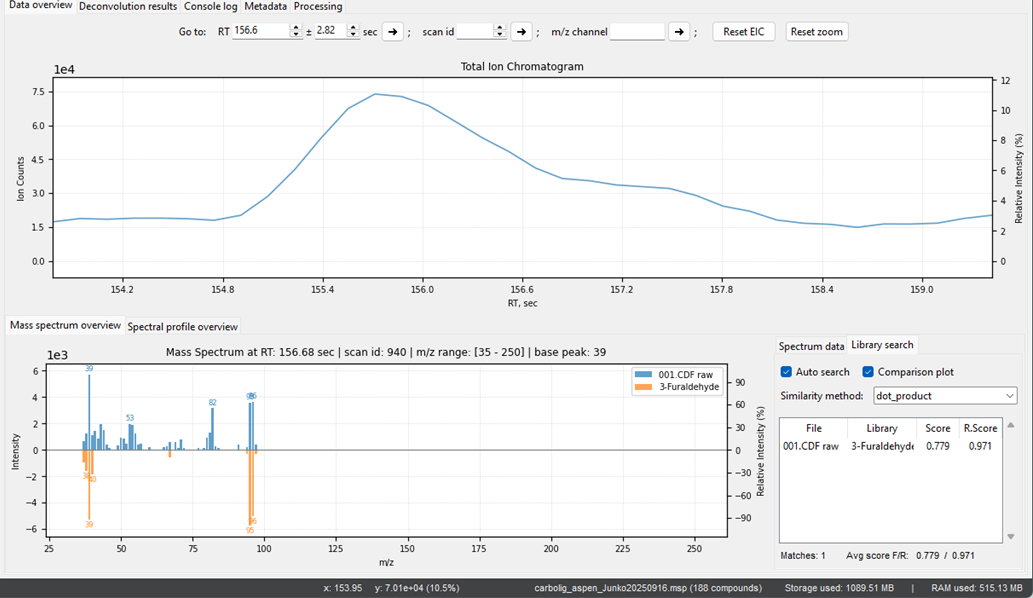 Data overview Deconvolution results Console log Metadata Processing
Go to: RT 156.6 ± 2.82 sec ➔ ; scan id ➔ ; m/z channel ➔ ; Reset EIC Reset zoom
Total Ion Chromatogram
1e4
7.5
6.0
4.5
3.0
1.5
0.0
Ion Counts
12
10
8
6
4
2
0
Relative Intensity (%)
154.2 154.8 155.4 156.0 156.6 157.2 157.8 158.4 159.0
RT, sec
Mass spectrum overview Spectral profile overview
1e3
Mass Spectrum at RT: 156.68 sec | scan id: 940 | m/z range: [35 - 250] | base peak: 39
6
4
2
0
−2
−4
−6
Intensity
39
53
82
96
001.CDF raw
3-Furaldehyde
39
95
96
90
60
30
0
−30
−60
−90
Relative Intensity (%)
25 50 75 100 125 150 175 200 225 250
m/z
Spectrum data Library search
Auto search Comparison plot
Similarity method: dot_product
File Library Score R.Score
001.CDF raw 3-Furaldehyde 0.779 0.971
Matches: 1 Avg score F/R: 0.779 / 0.971
x: 153.95 y: 7.01e+04 (10.5%) carbolig_aspen_Junko20250916.msp (188 compounds) Storage used: 1089.51 MB | RAM used: 515.13 MB